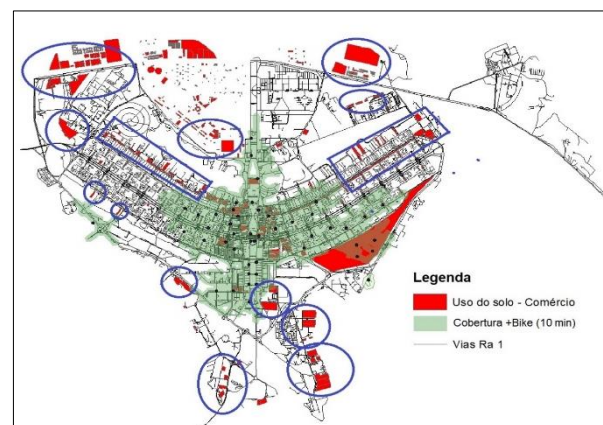 Legenda
Uso do solo - Comércio
Cobertura +Bike (10 min)
Vias Ra 1